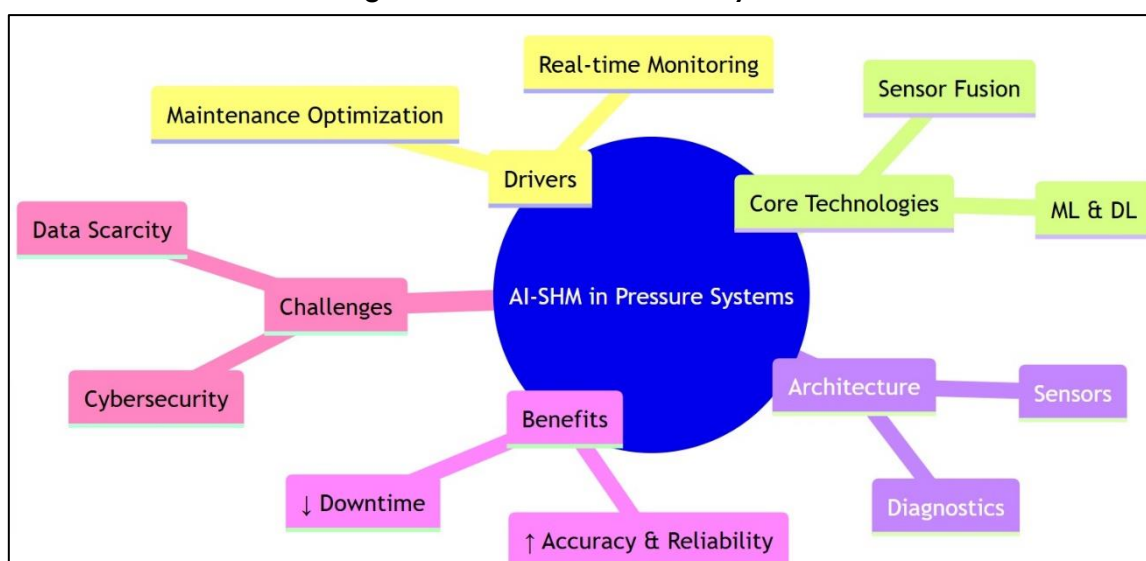 Real-time Monitoring
Maintenance Optimization
Drivers
Sensor Fusion
Core Technologies
ML & DL
Data Scarcity
Challenges
Cybersecurity
AI-SHM in Pressure Systems
Architecture
Sensors
Diagnostics
Benefits
↓ Downtime
↑ Accuracy & Reliability